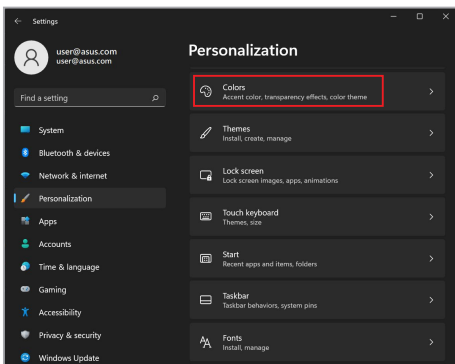 Settings
user@asus.com
user@asus.com
Find a setting
System
Bluetooth & devices
Network & internet
Personalization
Apps
Accounts
Time & language
Gaming
Accessibility
Privacy & security
Windows Update
Personalization
Colors
Accent color, transparency effects, color theme
Themes
Install, create, manage
Lock screen
Lock screen images, apps, animations
Touch keyboard
Themes, size
Start
Recent apps and items, folders
Taskbar
Taskbar behaviors, system pins
Fonts
Install, manage